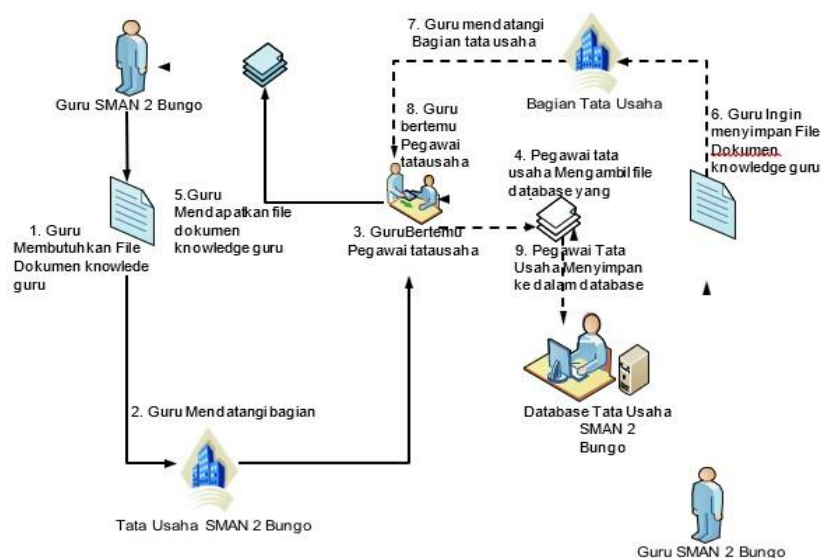 7. Guru mendatangi
Bagian tata usaha
Guru SMAN 2 Bungo
Bagian Tata Usaha
8. Guru
bertemu
Pegawai
tatausaha
6. Guru Ingin
menyimpan File
Dokumen
knowledge guru
4. Pegawai tata
usaha Mengambil file
database yang
5.Guru
Mendapatkan file
dokumen
knowledge guru
1. Guru
Membutuhkan File
Dokumen knowlede
guru
3. GuruBertemu
Pegawai tatausaha
9. Pegawai Tata
Usaha Menyimpan
ke dalam database
2. Guru Mendatangi bagian
Database Tata Usaha
SMAN 2
Bungo
Tata Usaha SMAN 2 Bungo
Guru SMAN 2 Bungo